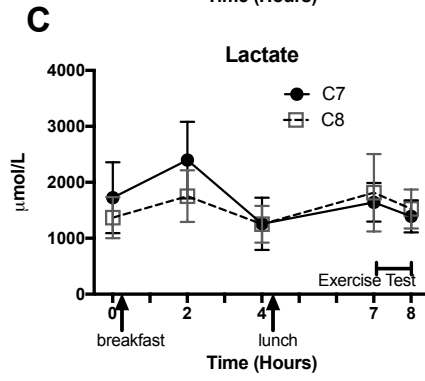 Time (Hours)
C
Lactate
4000
3000
2000
1000
0
µmol/L
C7
C8
Exercise Test
0 2 4 7 8
breakfast lunch
Time (Hours)